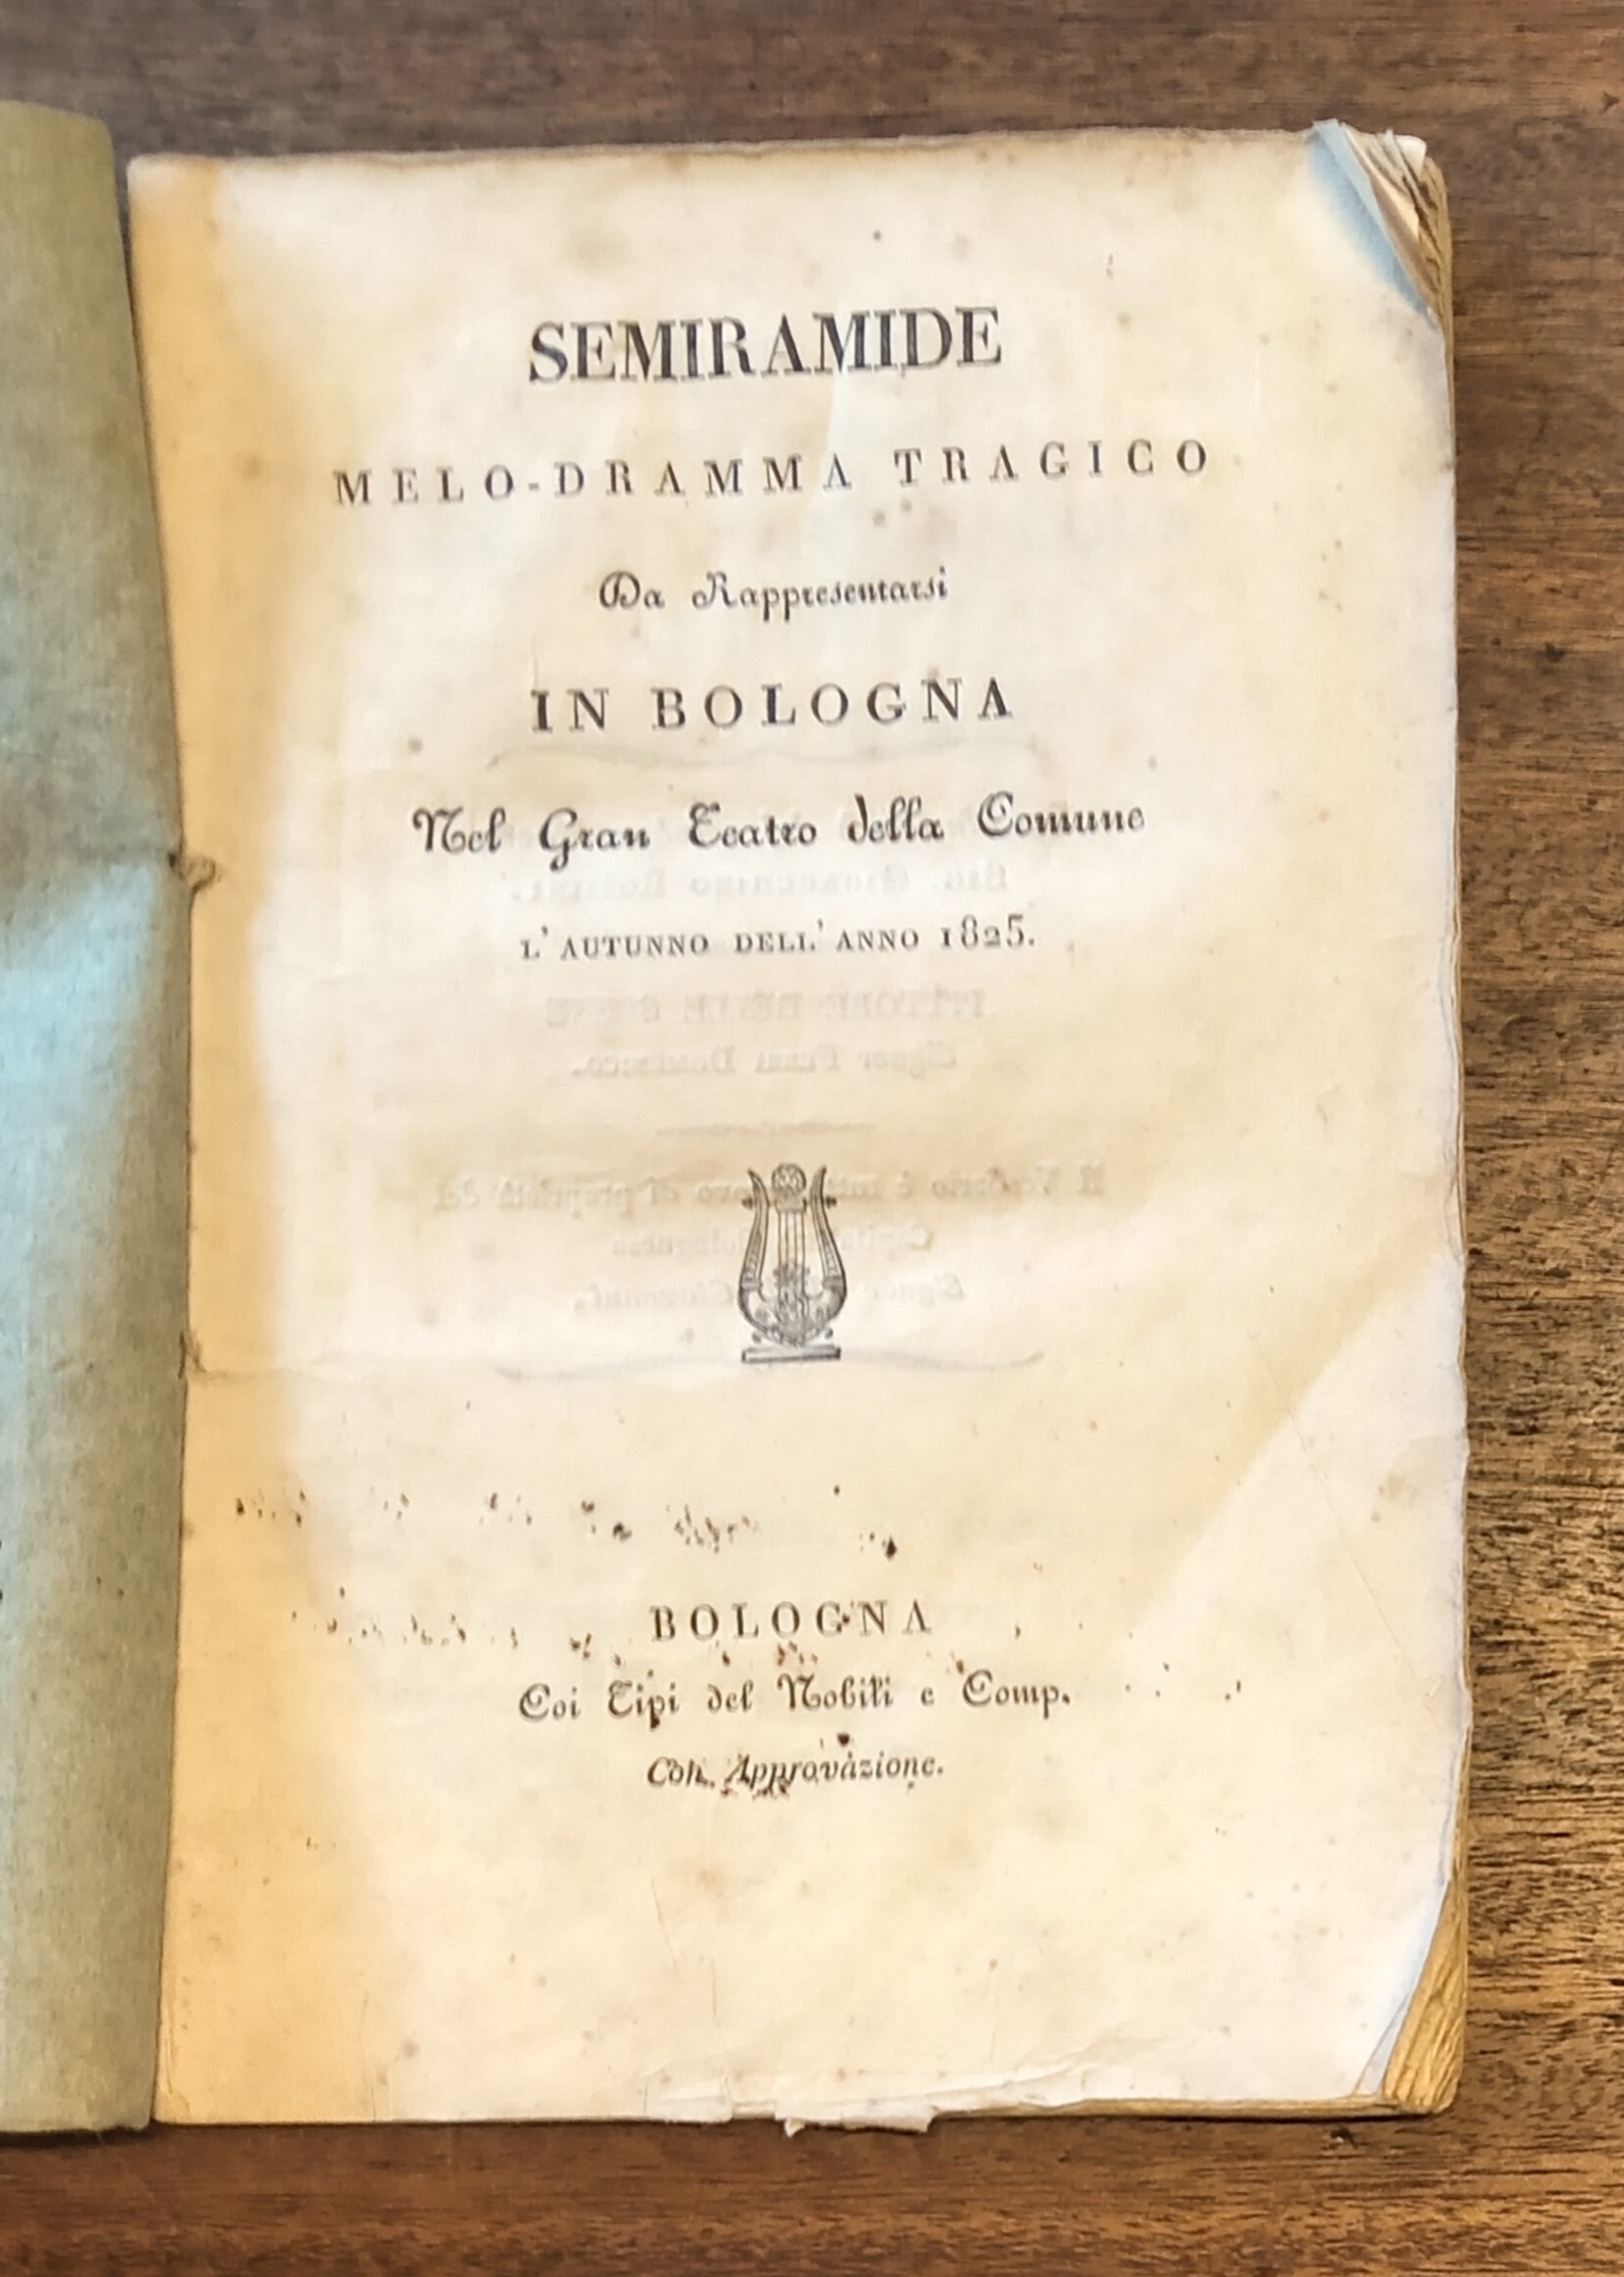 SEMIRAMIDE
MELO-DRAMMA TRAGICO
Da Rappresentarsi
IN BOLOGNA
Nel Gran Teatro della Comune
L' AUTUNNO DELL' ANNO 1825.
BOLOGNA
Coi Tipi del Nobili e Comp.
Con Approvazione.